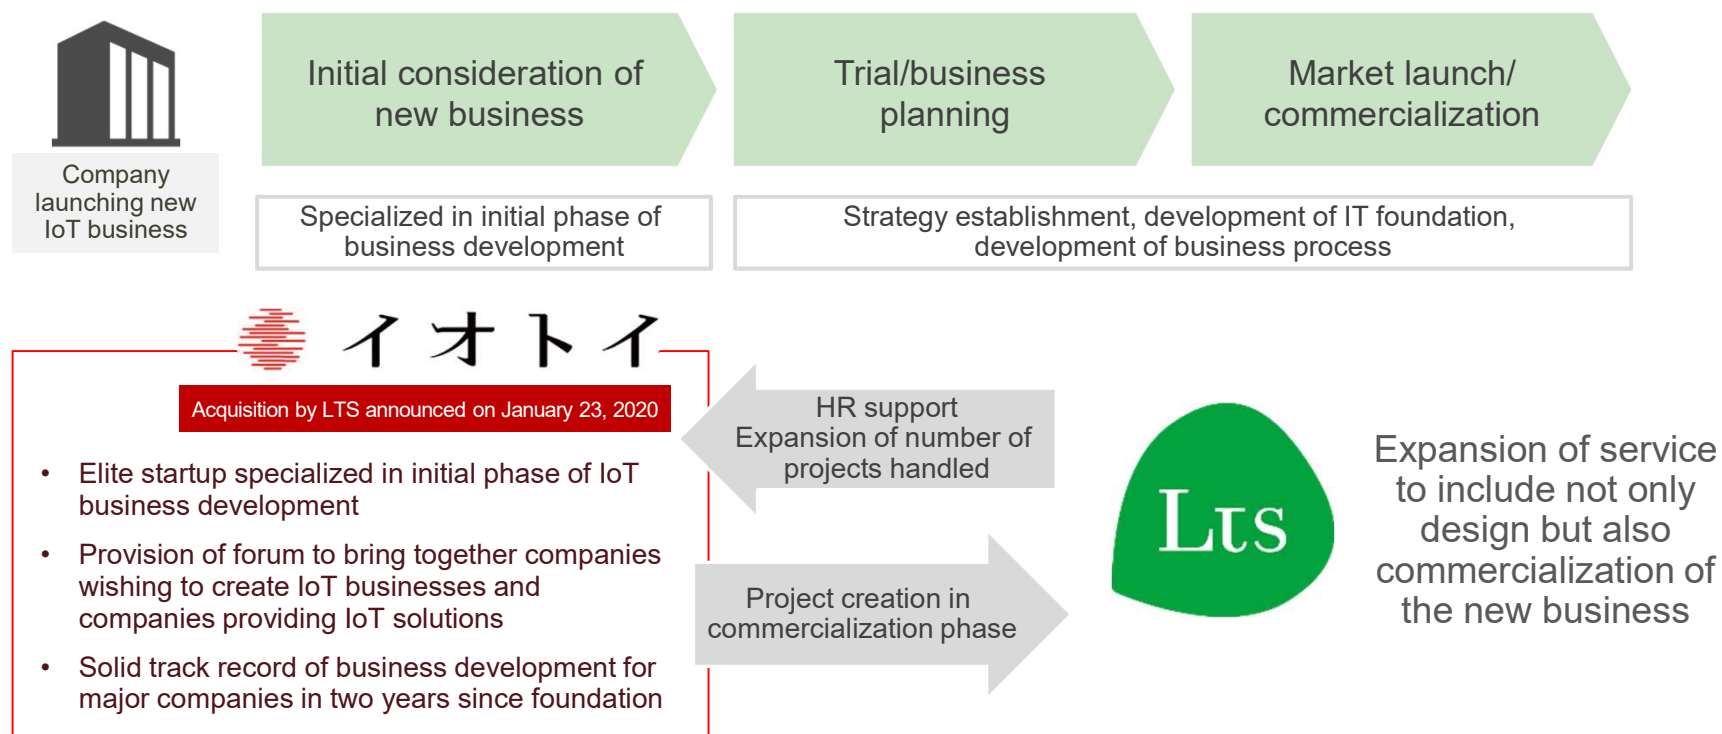 Initial consideration of
new business
Trial/business
planning
Market launch/
commercialization
Company
launching new
IoT business
Specialized in initial phase of
business development
Strategy establishment, development of IT foundation,
development of business process
イオトイ
Acquisition by LTS announced on January 23, 2020
• Elite startup specialized in initial phase of IoT
business development
• Provision of forum to bring together companies
wishing to create IoT businesses and
companies providing IoT solutions
• Solid track record of business development for
major companies in two years since foundation
HR support
Expansion of number of
projects handled
Project creation in
commercialization phase
Lts
Expansion of service
to include not only
design but also
commercialization of
the new business